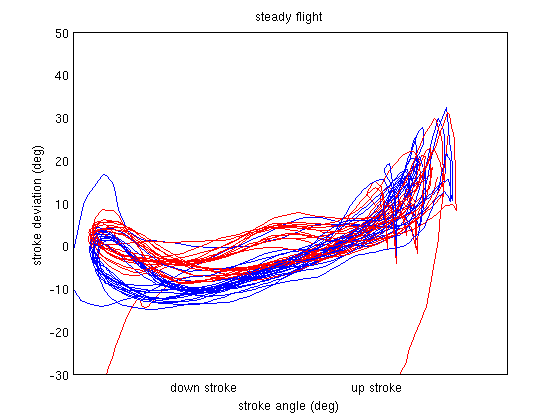 steady flight
50
40
30
20
10
0
-10
-20
-30
stroke deviation (deg)
down stroke up stroke
stroke angle (deg)